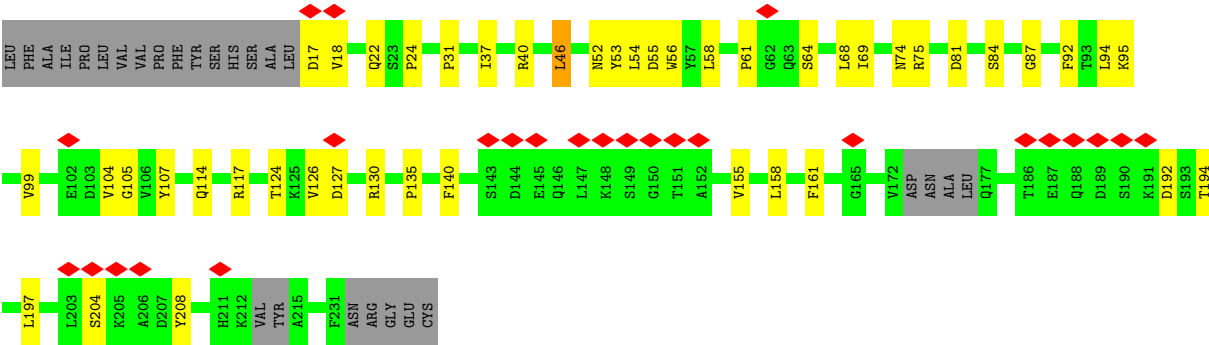 LEU PHE ALA ILE PRO LEU VAL VAL PRO PHE TYR SER HIS SER ALA LEU D17 V18 Q22 S23 P24 P31 I37 R40 L46 N52 Y53 L54 D55 W56 Y57 L58 P61 G62 Q63 S64 L68 I69 N74 R75 D81 S84 G87 F92 T93 L94 K95
V99 E102 D103 V104 G105 V106 Y107 Q114 R117 T124 K125 V126 D127 R130 P135 F140 S143 D144 E145 Q146 L147 K148 S149 G150 T151 A152 V155 L158 F161 G165 V172 ASP ASN ALA LEU Q177 T186 E187 Q188 D189 S190 K191 D192 S193 T194
L197 L203 S204 K205 A206 D207 Y208 H211 K212 VAL TYR A215 F231 ASN ARG GLY GLU CYS